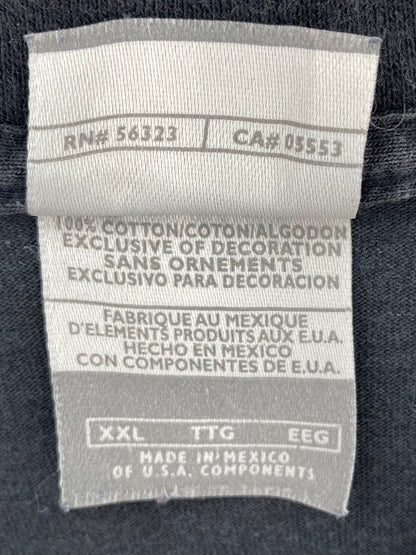 RN# 56323 CA# 05553
100% COTTON/COTON/ALGODON
EXCLUSIVE OF DECORATION
SANS ORNEMENTS
EXCLUSIVO PARA DECORACION
FABRIQUE AU MEXIQUE
D'ELEMENTS PRODUITS AUX E.U.A.
HECHO EN MEXICO
CON COMPONENTES DE E.U.A.
XXL TTG EEG
MADE IN MEXICO
OF U.S.A. COMPONENTS